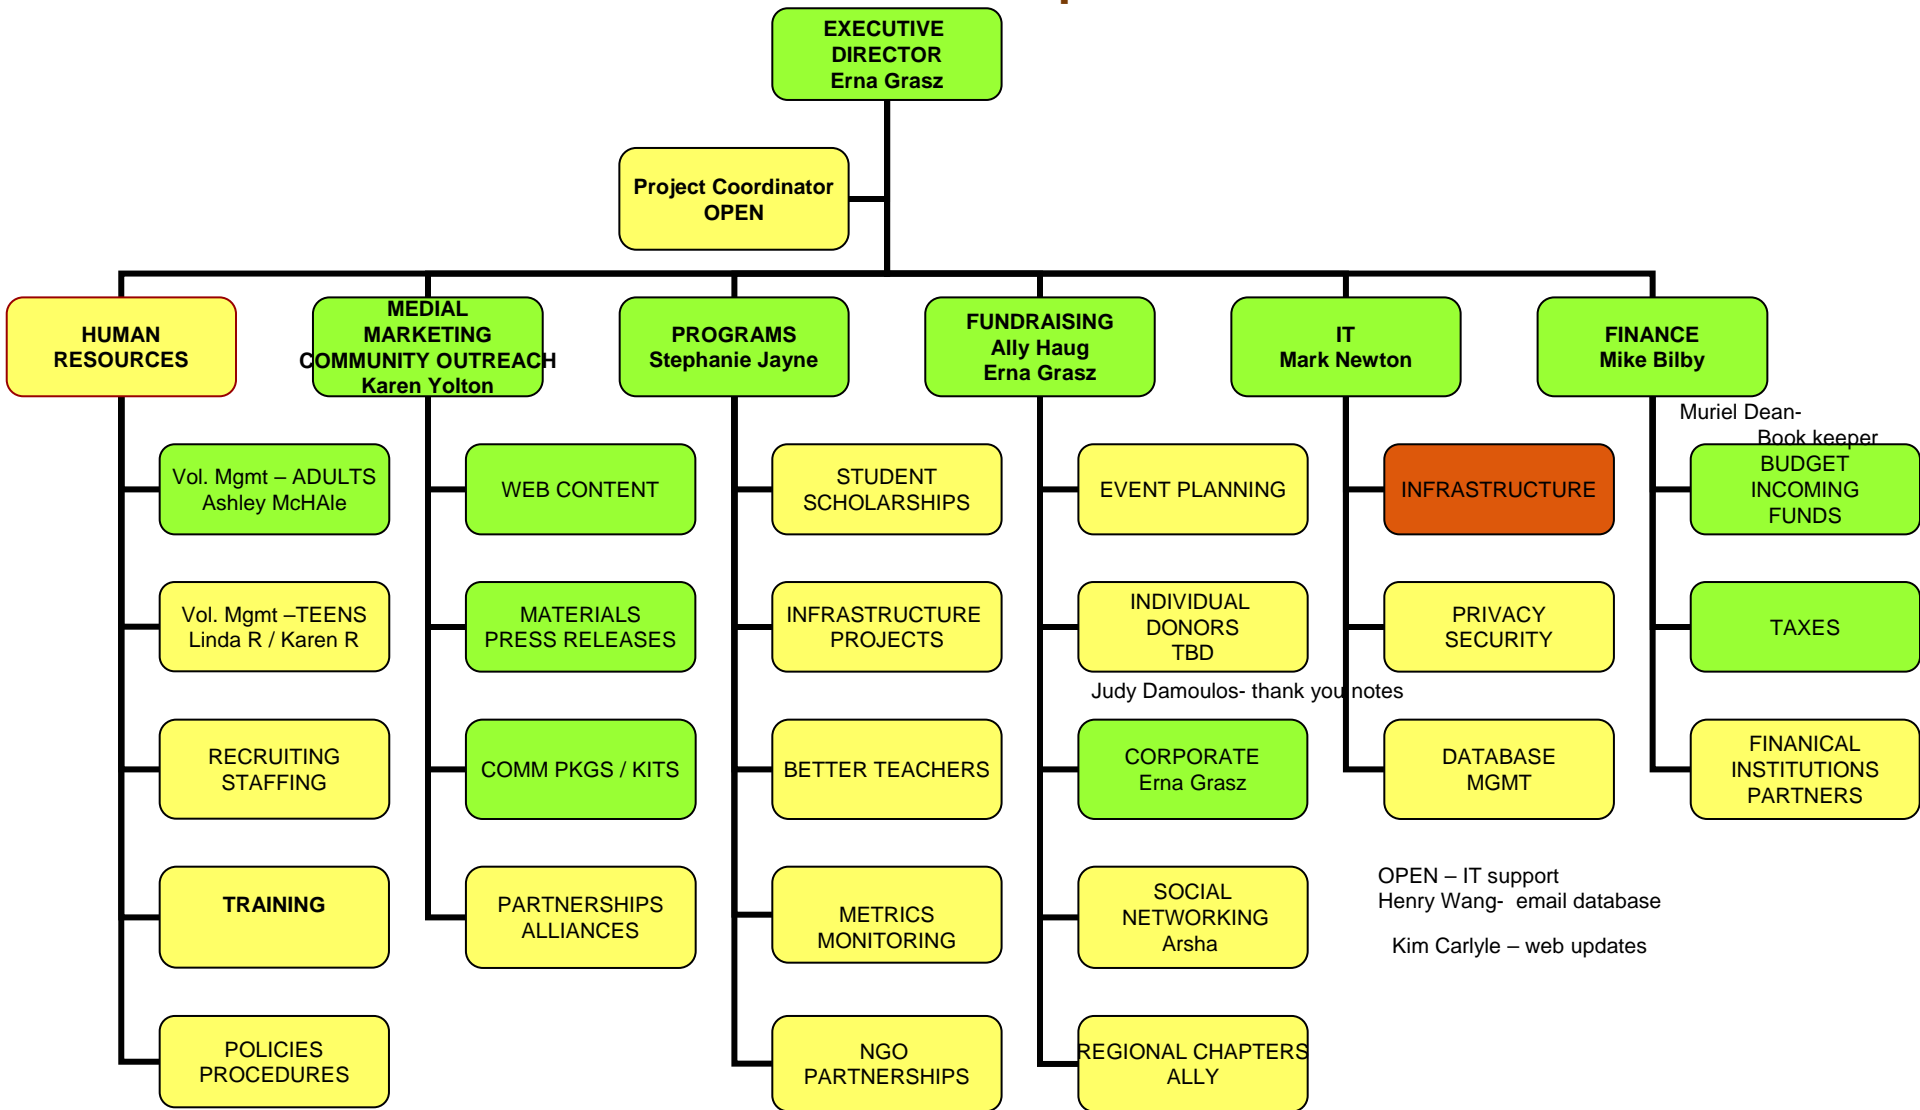 EXECUTIVE
DIRECTOR
Erna Grasz
Project Coordinator
OPEN
HUMAN
RESOURCES
MEDIAL
MARKETING
COMMUNITY OUTREACH
Karen Yolton
PROGRAMS
Stephanie Jayne
FUNDRAISING
Ally Haug
Erna Grasz
IT
Mark Newton
FINANCE
Mike Bilby
Muriel Dean-
Book keeper
Vol. Mgmt – ADULTS
Ashley McHAle
WEB CONTENT
STUDENT
SCHOLARSHIPS
EVENT PLANNING
INFRASTRUCTURE
BUDGET
INCOMING
FUNDS
Vol. Mgmt –TEENS
Linda R / Karen R
MATERIALS
PRESS RELEASES
INFRASTRUCTURE
PROJECTS
INDIVIDUAL
DONORS
TBD
PRIVACY
SECURITY
TAXES
Judy Damoulos- thank you notes
RECRUITING
STAFFING
COMM PKGS / KITS
BETTER TEACHERS
CORPORATE
Erna Grasz
DATABASE
MGMT
FINANICAL
INSTITUTIONS
PARTNERS
TRAINING
PARTNERSHIPS
ALLIANCES
METRICS
MONITORING
SOCIAL
NETWORKING
Arsha
OPEN – IT support
Henry Wang- email database
Kim Carlyle – web updates
POLICIES
PROCEDURES
NGO
PARTNERSHIPS
REGIONAL CHAPTERS
ALLY